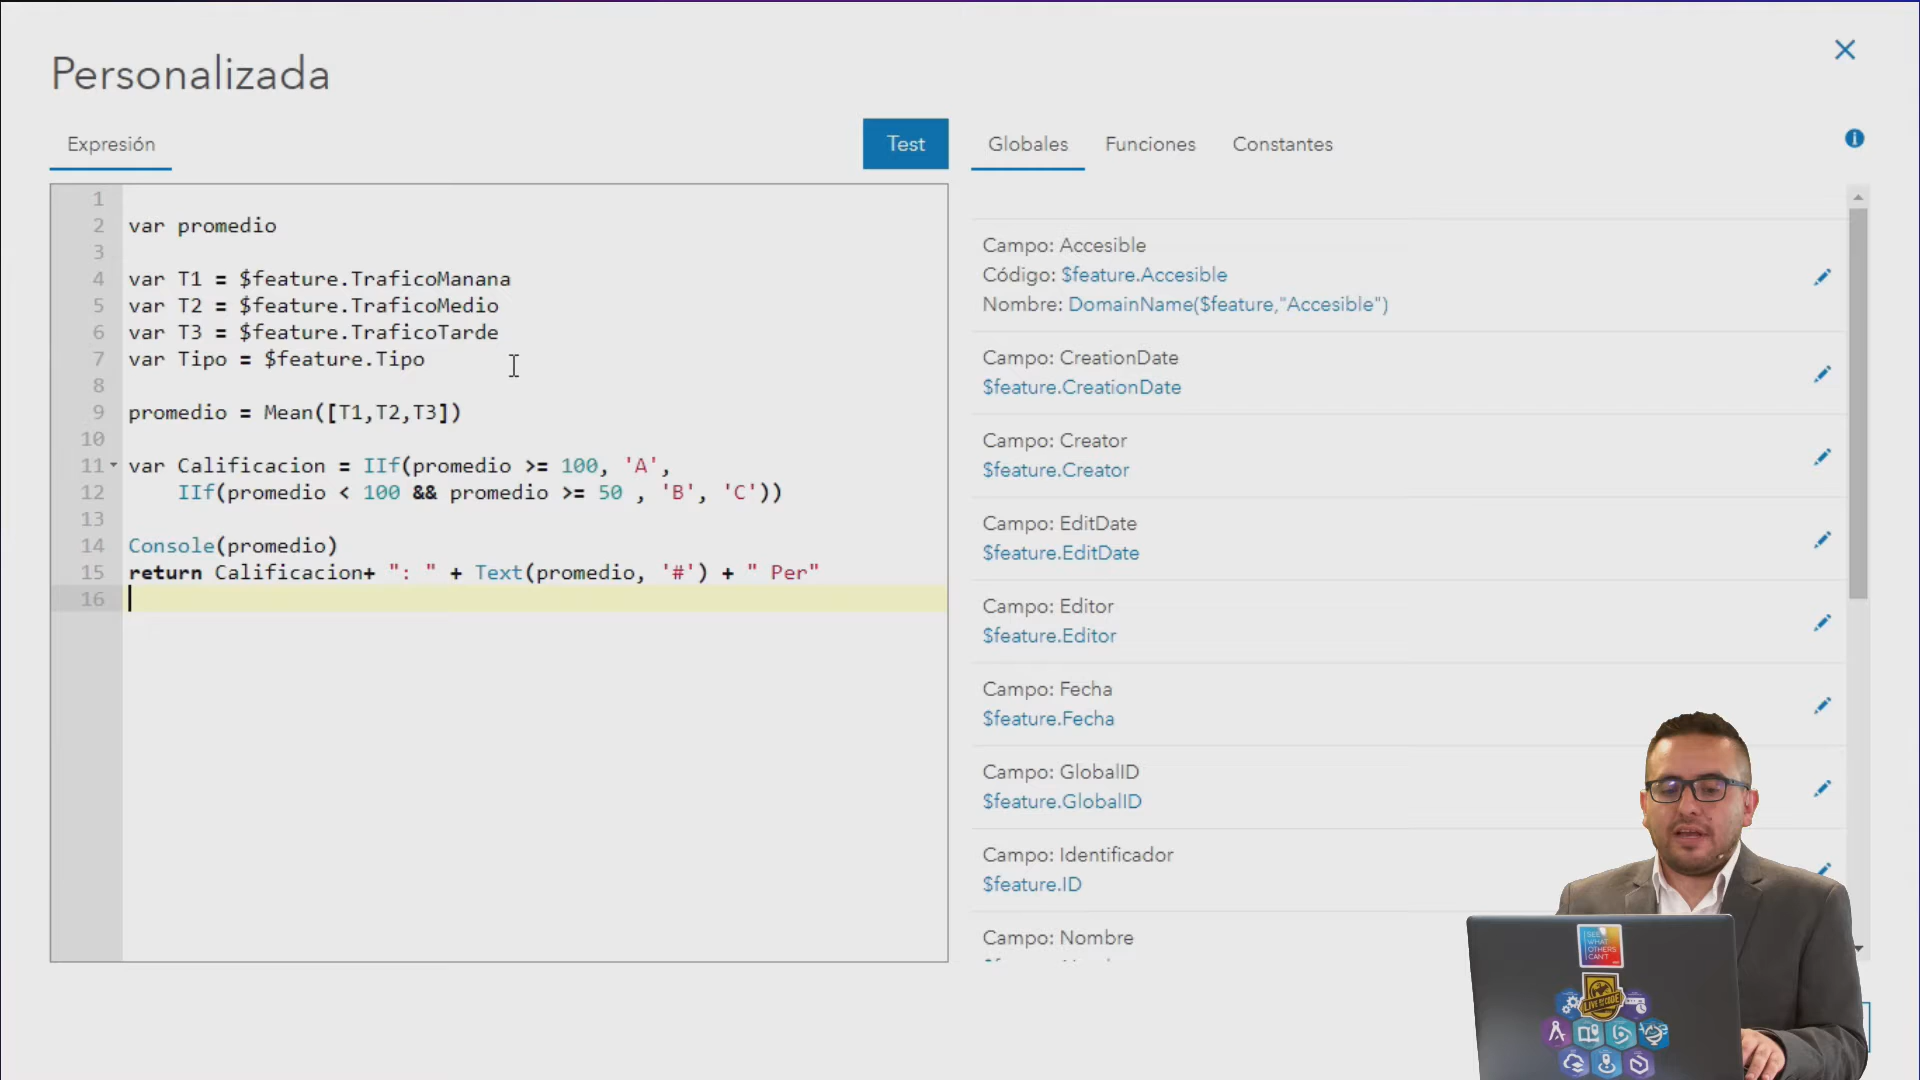 Personalizada
Expresión
Test
Globales
Funciones
Constantes
1
2 var promedio
3
4 var T1 = $feature.TraficoManana
5 var T2 = $feature.TraficoMedio
6 var T3 = $feature.TraficoTarde
7 var Tipo = $feature.Tipo
8
9 promedio = Mean([T1,T2,T3])
10
11 var Calificacion = IIf(promedio >= 100, 'A',
12 IIf(promedio < 100 && promedio >= 50 , 'B', 'C'))
13
14 Console(promedio)
15 return Calificacion+ ": " + Text(promedio, '#') + " Per"
16
Campo: Accesible
Código: $feature.Accesible
Nombre: DomainName($feature,"Accesible")
Campo: CreationDate
$feature.CreationDate
Campo: Creator
$feature.Creator
Campo: EditDate
$feature.EditDate
Campo: Editor
$feature.Editor
Campo: Fecha
$feature.Fecha
Campo: GlobalID
$feature.GlobalID
Campo: Identificador
$feature.ID
Campo: Nombre
SEE
WHAT
OTHERS
CAN'T